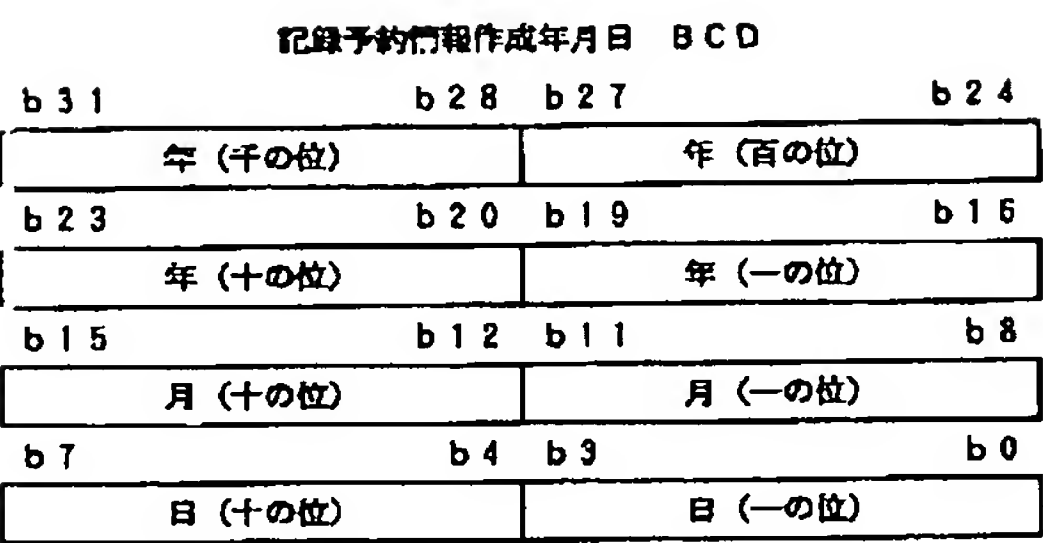 記録予約情報作成年月日 BCD
b31 b28 b27 b24
年（千の位） 年（百の位）
b23 b20 b19 b16
年（十の位） 年（一の位）
b15 b12 b11 b8
月（十の位） 月（一の位）
b7 b4 b3 b0
日（十の位） 日（一の位）